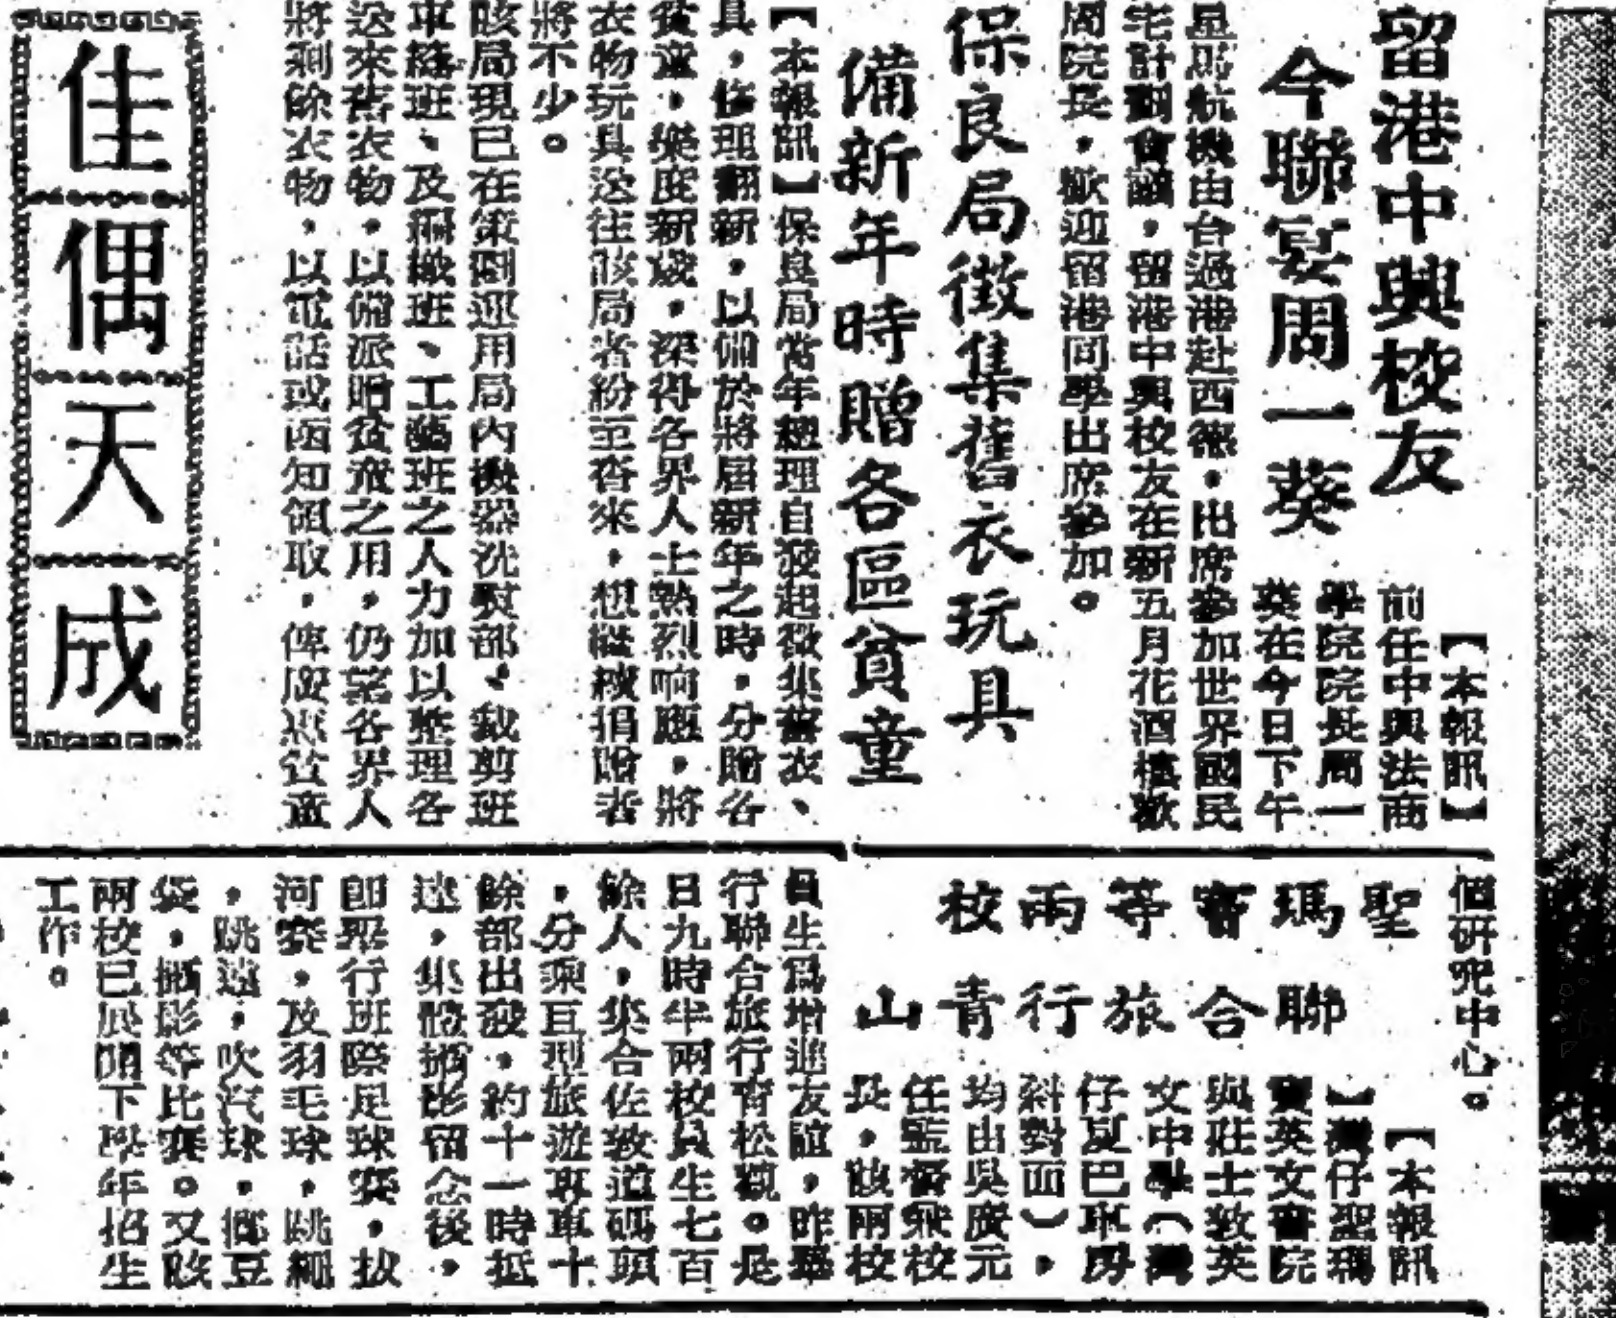 留港中興校友
今聯宴周一葵
【本報訊】
前任中興法商
學院院長周一
葵在今日下午
星馬航機由台過港赴西德，出席參加世界國民
宅計劃會議，留港中興校友在新五月花酒樓歡
周院長，歡迎留港同學出席參加。
保良局徵集舊衣玩具
備新年時贈各區貧童
【本報訊】保良局當年總理自發起徵集舊衣、
具，修理翻新，以備於將屆新年之時，分贈各
貧童，樂度新歲，深得各界人士熱烈响應，將
衣物玩具送往該局者紛至沓來，想繼續捐贈者
將不少。
該局現已在策劃運用局內機器洗熨部、裁剪班
車縫班、及 班、工藝班之人力加以整理各
送來舊衣物，以備派贈貧童之用，仍望各界人
將剩餘衣物，以電話或函知領取，俾廣惠貧童
佳偶天成
個研究中心。
聖瑪寶等兩校
聯合旅行青山
【本報訊
】灣仔聖瑪
寶英文書院
與莊士敦英
文中學（灣
仔夏巴車房
斜對面），
均由吳廣元
任監督兼校
長，該兩校
員生為增進友誼，昨舉
行聯合旅行青松觀。是
日九時半兩校員生七百
餘人，集合佐敦道碼頭
，分乘巨型旅遊專車十
餘部出發，約十一時抵
達，集體攝影留念後，
即舉行班際足球賽，拔
河賽，及羽毛球，跳繩
，跳遠，吹汽球，擲豆
袋，攝影等比賽。又該
兩校已展開下學年招生
工作。